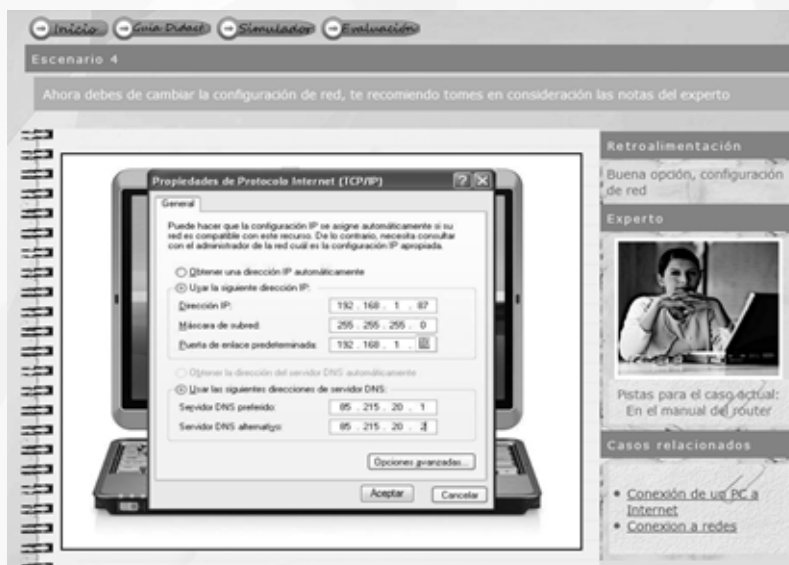 Inicio Guia Didact Simulador Evaluación
Escenario 4
Ahora debes de cambiar la configuración de red, te recomiendo tomes en consideración las notas del experto
Propiedades de Protocolo Internet (TCP/IP)
General
Puede hacer que la configuración IP se asigne automáticamente si su
red es compatible con este recurso. De lo contrario, necesita consultar
con el administrador de la red cuál es la configuración IP apropiada.
Obtener una dirección IP automáticamente
Usar la siguiente dirección IP:
Dirección IP: 192 . 168 . 1 . 87
Máscara de subred: 255 . 255 . 255 . 0
Puerta de enlace predeterminada: 192 . 168 . 1 .
Obtener la dirección del servidor DNS automáticamente
Usar las siguientes direcciones de servidor DNS:
Servidor DNS preferido: 85 . 215 . 20 . 1
Servidor DNS alternativo: 85 . 215 . 20 . 2
Opciones avanzadas...
Aceptar Cancelar
Retroalimentación
Buena opción, configuración
de red
Experto
Pistas para el caso actual:
En el manual del router
Casos relacionados
Conexión de un PC a
Internet
Conexion a redes